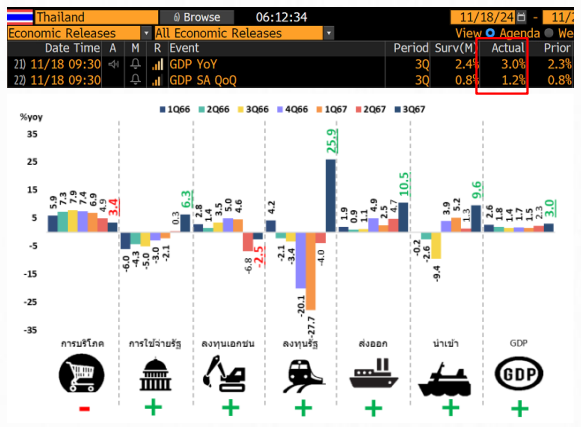 Thailand Browse 06:12:34 11/18/24 - 11/2
Economic Releases All Economic Releases View Agenda We
Date Time A M R Event Period Surv(M) Actual Prior
21) 11/18 09:30 GDP YoY 3Q 2.4% 3.0% 2.3%
22) 11/18 09:30 GDP SA QoQ 3Q 0.8% 1.2% 0.8%
1Q66 2Q66 3Q66 4Q66 1Q67 2Q67 3Q67
%yoy
35
25
15
5
-5
-15
-25
-35
5.9 7.3 7.9 7.4 6.9 4.9 3.4
-6.0 -4.3 -5.0 -3.0 -2.1 0.3 6.3
2.8 1.4 3.5 5.0 4.6 -6.8 -2.5
4.2 -2.1 -3.4 -20.1 -27.7 -4.0 25.9
1.9 0.9 1.1 4.9 2.5 4.7 10.5
-0.2 -2.6 -9.4 3.9 5.2 1.3 9.6
2.6 1.8 1.4 1.7 1.5 2.3 3.0
การบริโภค การใช้จ่ายรัฐ ลงทุนเอกชน ลงทุนรัฐ ส่งออก นำเข้า GDP
GDP
- + + + + + +